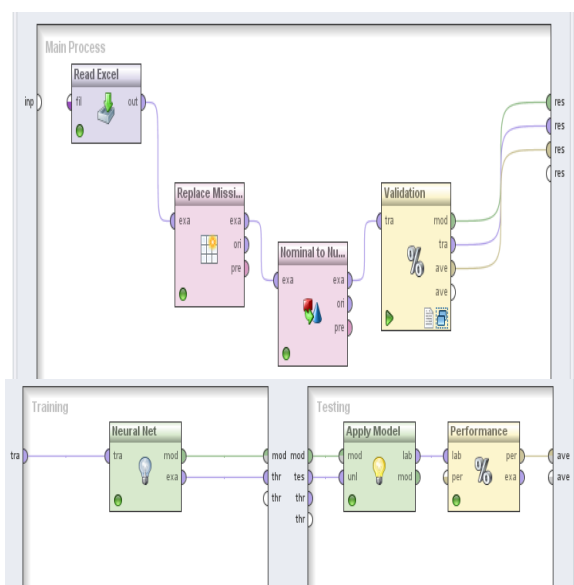 Main Process
Read Excel
inp
fil
out
res
res
res
res
Replace Missi...
exa
exa
ori
pre
Nominal to Nu...
exa
exa
ori
pre
Validation
tra
mod
tra
ave
ave
Training
tra
Neural Net
tra
mod
exa
mod
thr
thr
Testing
mod
tes
thr
thr
Apply Model
mod
lab
unl
mod
Performance
lab
per
per
exa
ave
ave